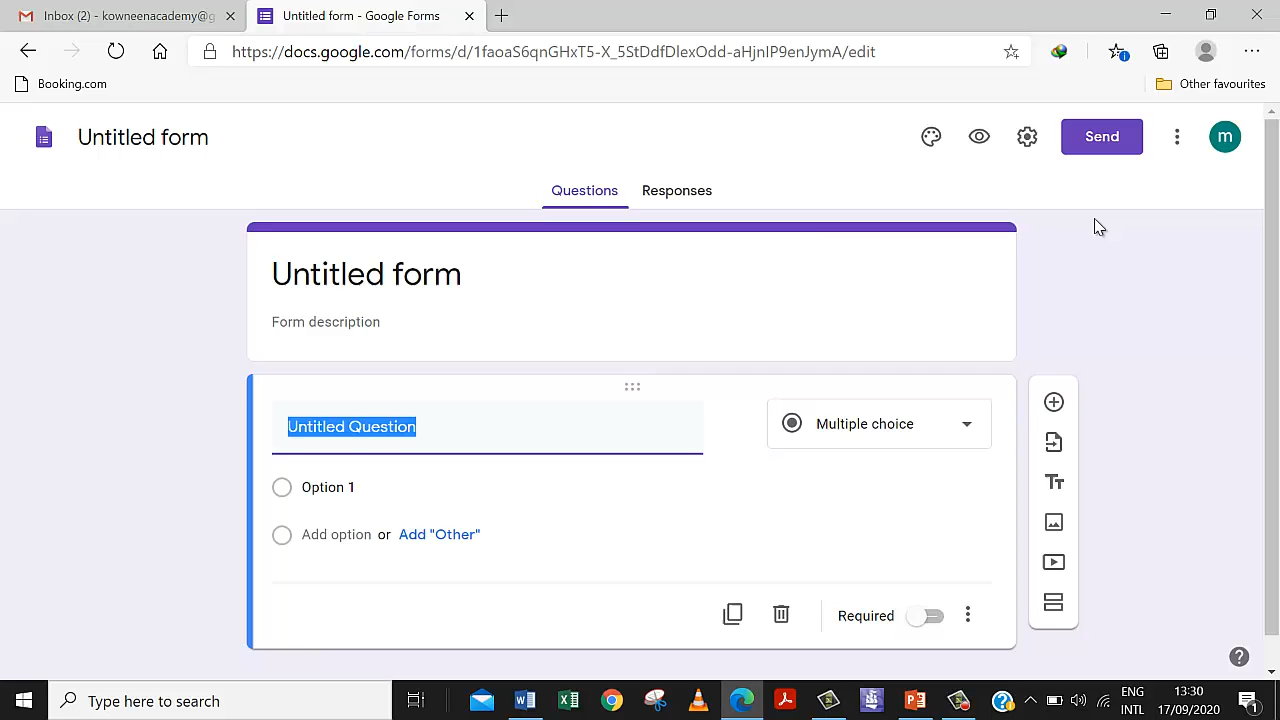 Inbox (2) - kowneenacademy@g
Untitled form - Google Forms
https://docs.google.com/forms/d/1faoaS6qnGHxT5-X_5StDdfDlexOdd-aHjnIP9enJymA/edit
Booking.com
Other favourites
Untitled form
Send
m
Questions
Responses
Untitled form
Form description
Untitled Question
Multiple choice
Option 1
Add option or Add "Other"
Required
Type here to search
ENG
INTL
13:30
17/09/2020